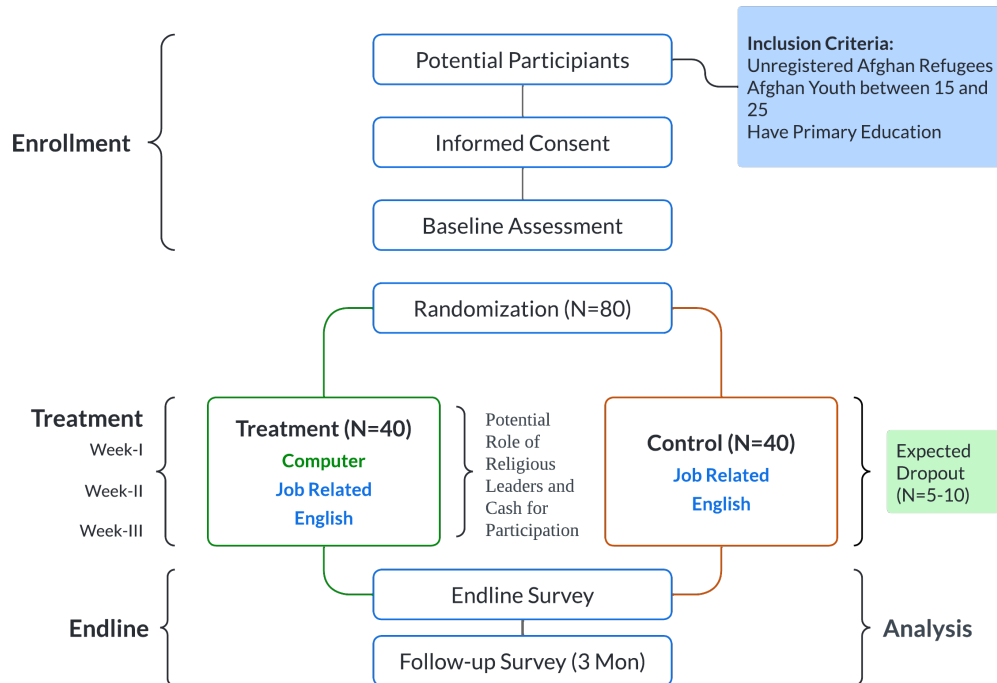 Potential Participiants
Inclusion Criteria:
Unregistered Afghan Refugees
Afghan Youth between 15 and
25
Have Primary Education
Enrollment
Informed Consent
Baseline Assessment
Randomization (N=80)
Treatment
Week-I
Week-II
Week-III
Treatment (N=40)
Computer
Job Related
English
Potential
Role of
Religious
Leaders and
Cash for
Participation
Control (N=40)
Job Related
English
Expected
Dropout
(N=5-10)
Endline
Endline Survey
Follow-up Survey (3 Mon)
Analysis